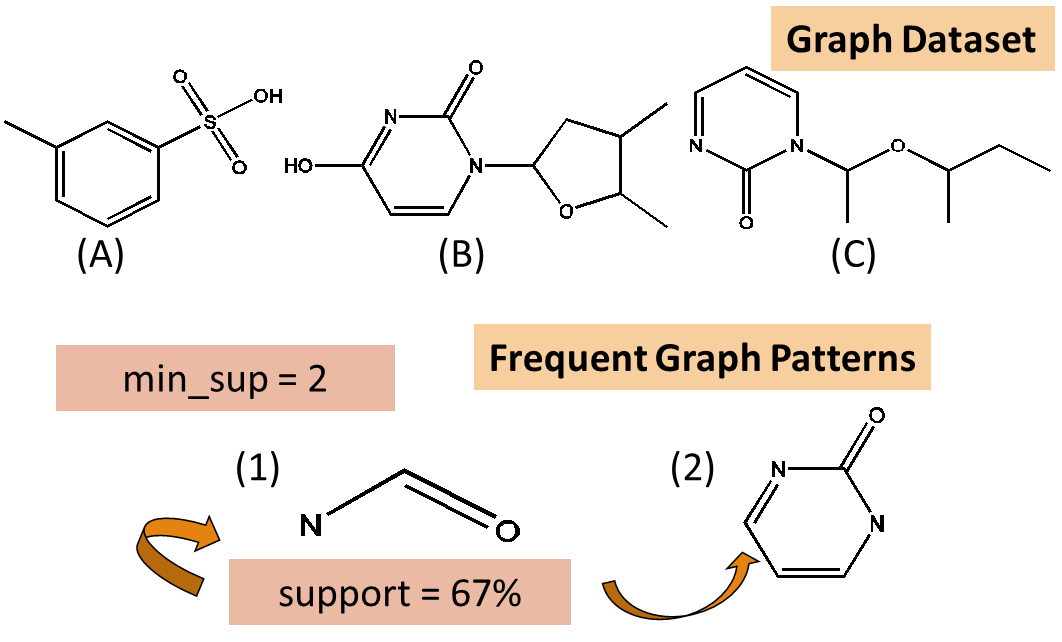 Graph Dataset
O
S
OH
O
(A)
O
N
HO
N
O
(B)
N
N
O
O
(C)
min_sup = 2
Frequent Graph Patterns
(1)
N
O
support = 67%
(2)
O
N
N